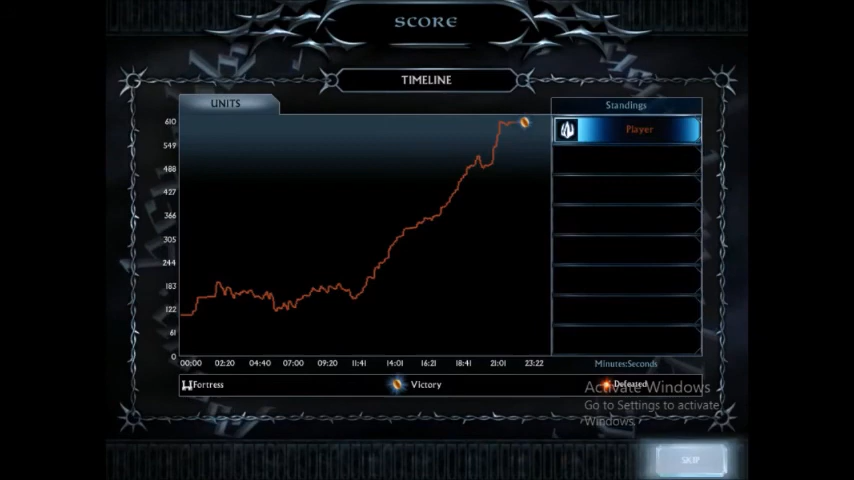 SCORE
TIMELINE
UNITS
Standings
Player
610
549
488
427
366
305
244
183
122
61
0
00:00 02:20 04:40 07:00 09:20 11:41 14:01 16:21 18:41 21:01 23:22
Minutes:Seconds
Fortress
Victory
Defeated
Activate Windows
Go to Settings to activate
Windows.
SKIP